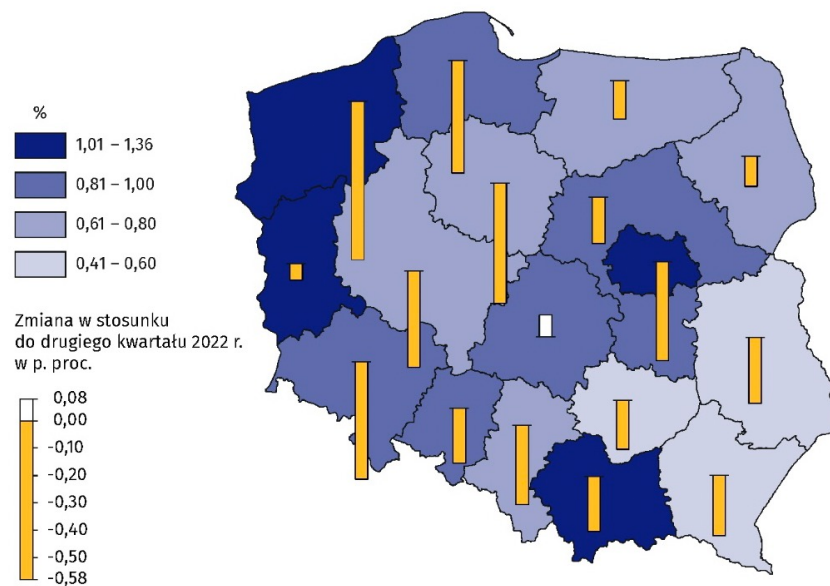 %
1,01 – 1,36
0,81 – 1,00
0,61 – 0,80
0,41 – 0,60
Zmiana w stosunku
do drugiego kwartału 2022 r.
w p. proc.
0,08
0,00
-0,10
-0,20
-0,30
-0,40
-0,50
-0,58